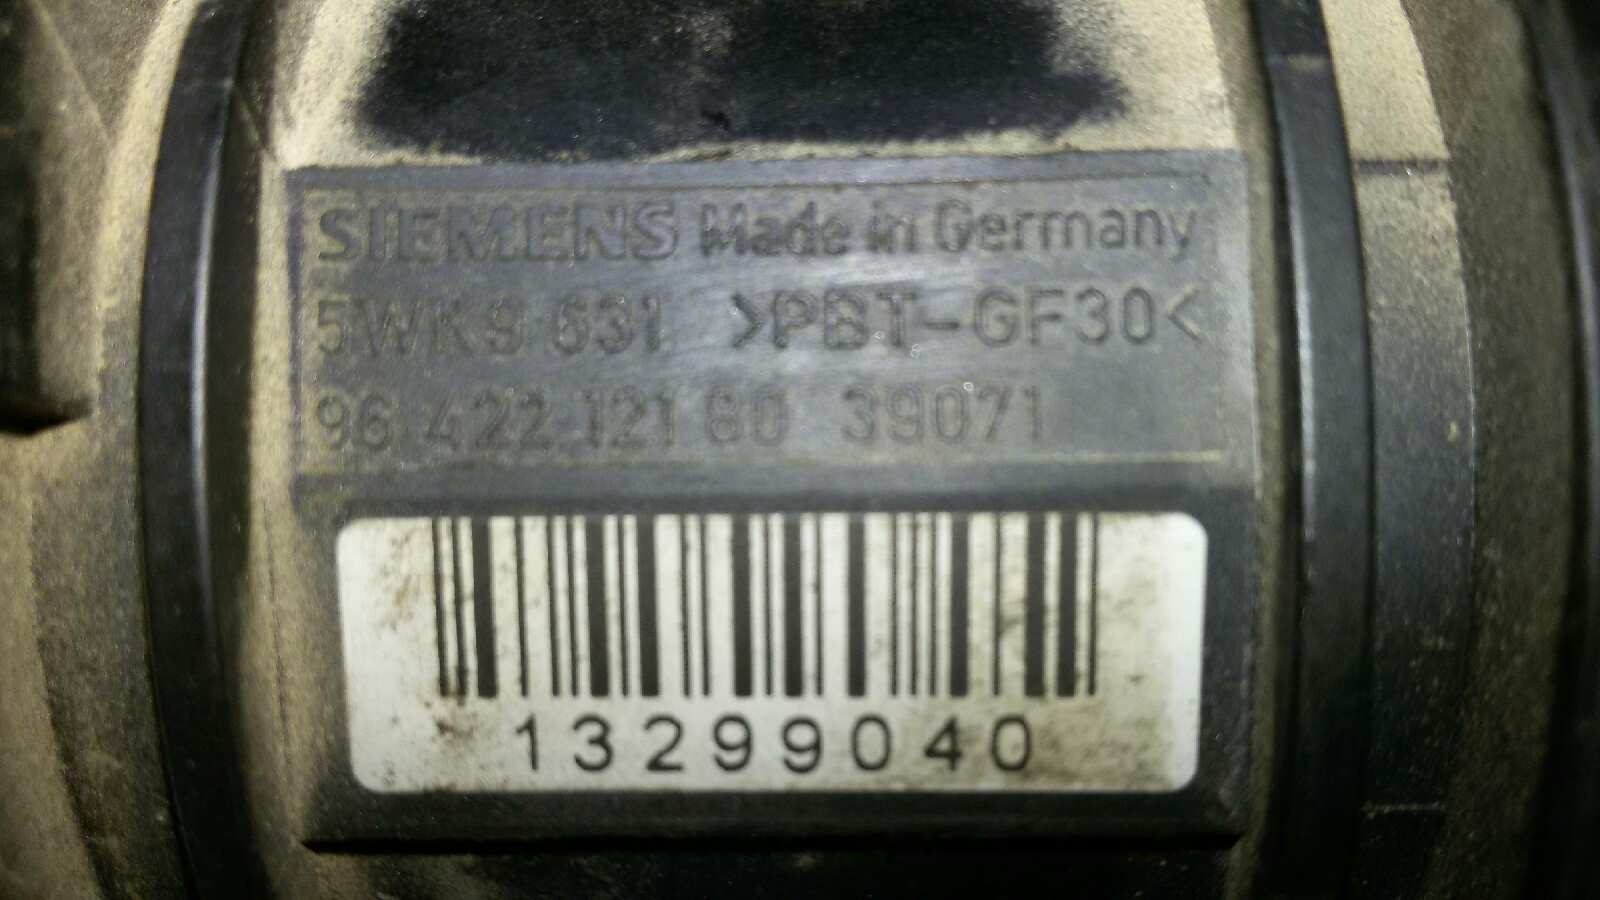 SIEMENS Made in Germany
5WK9 631 >PBT-GF30<
96 422 121 80 39071
13299040